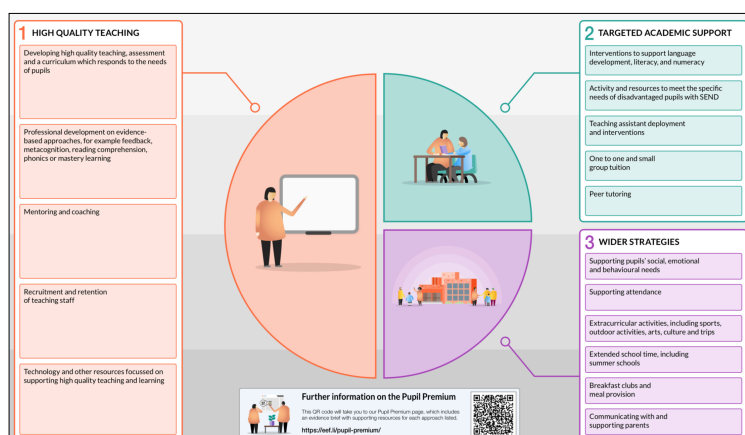 1 HIGH QUALITY TEACHING
Developing high quality teaching, assessment
and a curriculum which responds to the needs
of pupils
Professional development on evidence-
based approaches, for example feedback,
metacognition, reading comprehension,
phonics or mastery learning
Mentoring and coaching
Recruitment and retention
of teaching staff
Technology and other resources focussed on
supporting high quality teaching and learning
2 TARGETED ACADEMIC SUPPORT
Interventions to support language
development, literacy, and numeracy
Activity and resources to meet the specific
needs of disadvantaged pupils with SEND
Teaching assistant deployment
and interventions
One to one and small
group tuition
Peer tutoring
3 WIDER STRATEGIES
Supporting pupils' social, emotional
and behavioural needs
Supporting attendance
Extracurricular activities, including sports,
outdoor activities, arts, culture and trips
Extended school time, including
summer schools
Breakfast clubs and
meal provision
Communicating with and
supporting parents
Further information on the Pupil Premium
This QR code will take you to our Pupil Premium page, which includes
an evidence brief with supporting resources for each approach listed.
https://eef.li/pupil-premium/